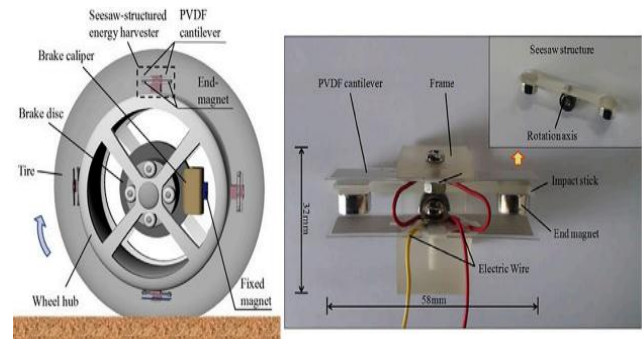 Seesaw-structured
energy harvester
PVDF
cantilever
Brake caliper
End-
magnet
Brake disc
Tire
Wheel hub
Fixed
magnet
Seesaw structure
Rotation axis
PVDF cantilever
Frame
Impact stick
End magnet
Electric Wire
32mm
58mm